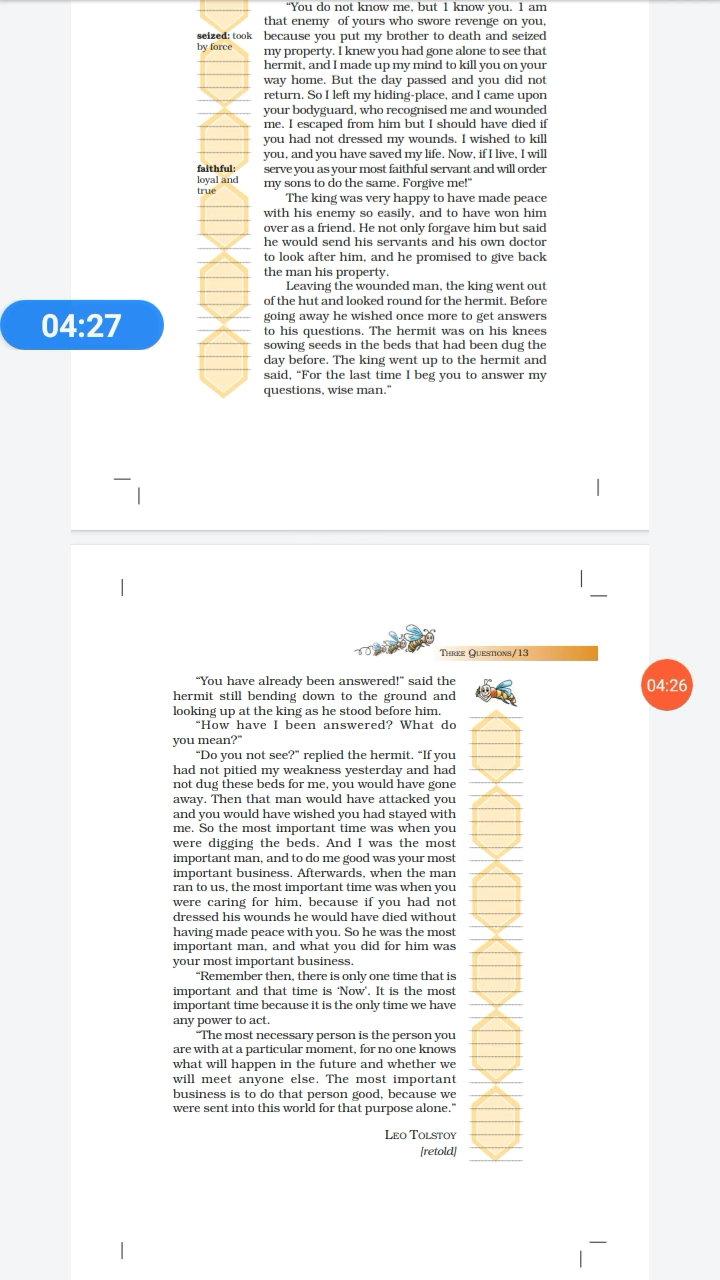 “You do not know me, but 1 know you. 1 am
that enemy of yours who swore revenge on you,
seized: took
by force
because you put my brother to death and seized
my property. I knew you had gone alone to see that
hermit, and I made up my mind to kill you on your
way home. But the day passed and you did not
return. So I left my hiding-place, and I came upon
your bodyguard, who recognised me and wounded
me. I escaped from him but I should have died if
you had not dressed my wounds. I wished to kill
you, and you have saved my life. Now, if I live, I will
faithful:
loyal and
true
serve you as your most faithful servant and will order
my sons to do the same. Forgive me!”
The king was very happy to have made peace
with his enemy so easily, and to have won him
over as a friend. He not only forgave him but said
he would send his servants and his own doctor
to look after him, and he promised to give back
the man his property.
Leaving the wounded man, the king went out
of the hut and looked round for the hermit. Before
going away he wished once more to get answers
04:27
to his questions. The hermit was on his knees
sowing seeds in the beds that had been dug the
day before. The king went up to the hermit and
said, “For the last time I beg you to answer my
questions, wise man.”
THREE QUESTIONS/13
“You have already been answered!” said the
04:26
hermit still bending down to the ground and
looking up at the king as he stood before him.
“How have I been answered? What do
you mean?”
“Do you not see?” replied the hermit. “If you
had not pitied my weakness yesterday and had
not dug these beds for me, you would have gone
away. Then that man would have attacked you
and you would have wished you had stayed with
me. So the most important time was when you
were digging the beds. And I was the most
important man, and to do me good was your most
important business. Afterwards, when the man
ran to us, the most important time was when you
were caring for him, because if you had not
dressed his wounds he would have died without
having made peace with you. So he was the most
important man, and what you did for him was
your most important business.
“Remember then, there is only one time that is
important and that time is ‘Now’. It is the most
important time because it is the only time we have
any power to act.
“The most necessary person is the person you
are with at a particular moment, for no one knows
what will happen in the future and whether we
will meet anyone else. The most important
business is to do that person good, because we
were sent into this world for that purpose alone.”
LEO TOLSTOY
[retold]